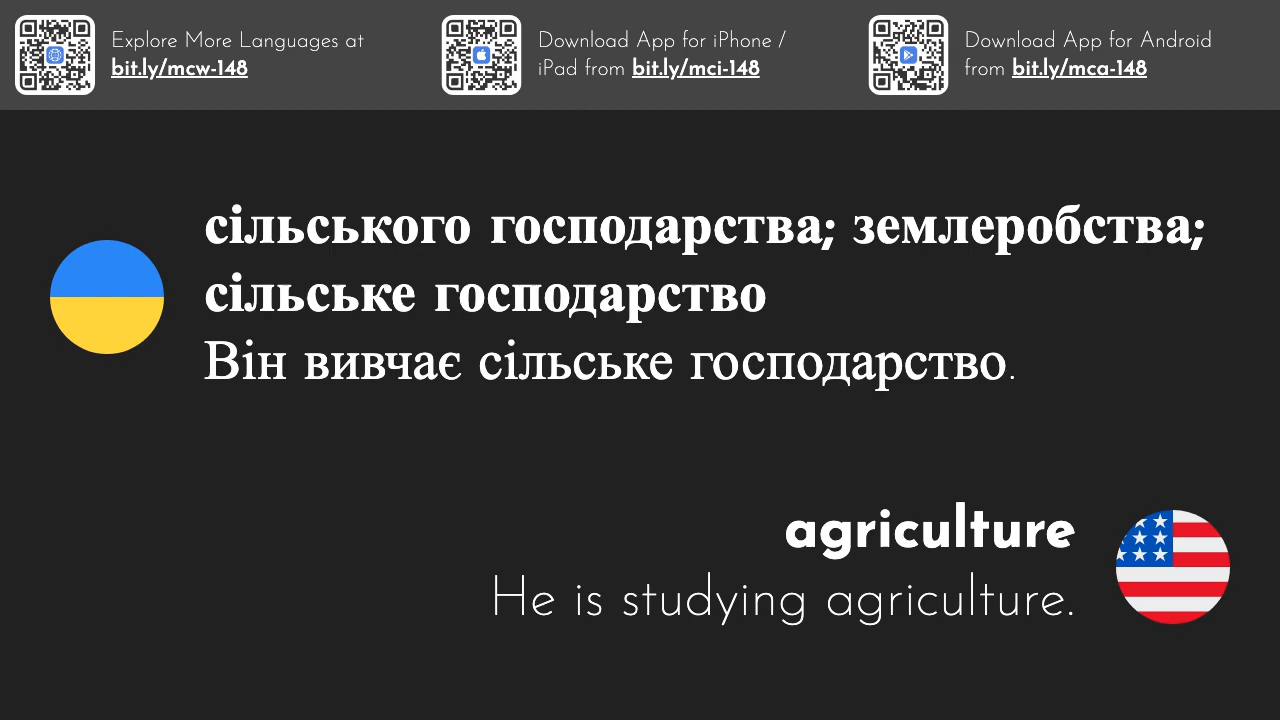 Explore More Languages at
bit.ly/mcw-148
Download App for iPhone /
iPad from bit.ly/mci-148
Download App for Android
from bit.ly/mca-148
сільського господарства; землеробства;
сільське господарство
Він вивчає сільське господарство.
agriculture
He is studying agriculture.